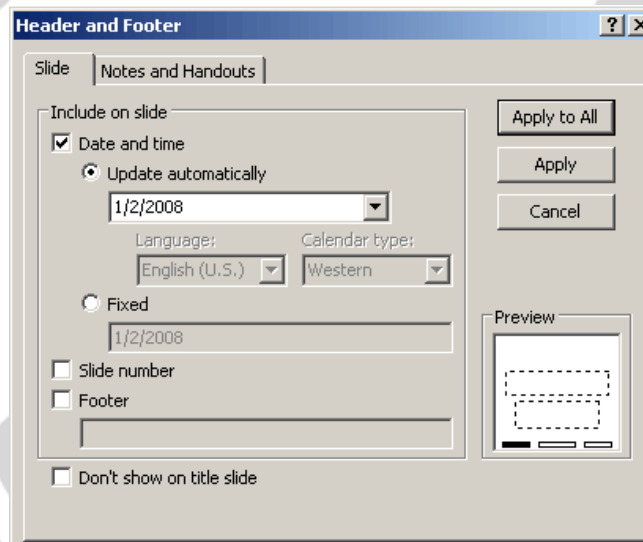 Header and Footer
Slide
Notes and Handouts
Include on slide
Date and time
Update automatically
1/2/2008
Language:
Calendar type:
English (U.S.)
Western
Fixed
1/2/2008
Slide number
Footer
Don't show on title slide
Apply to All
Apply
Cancel
Preview